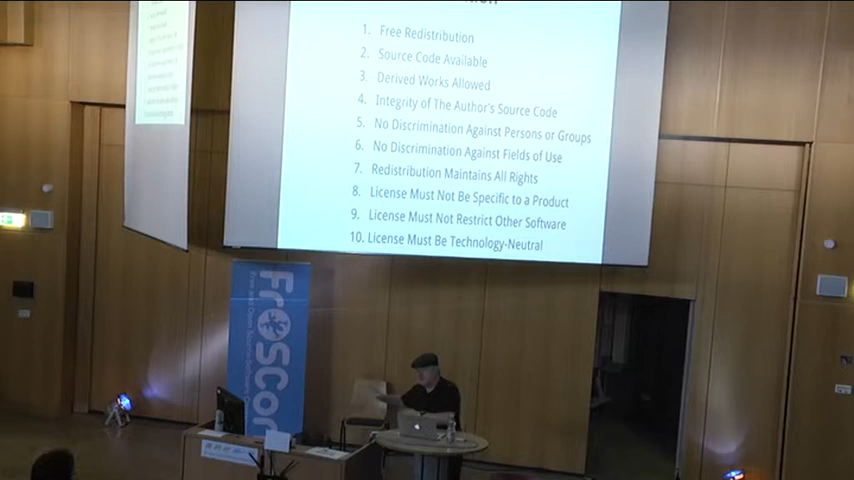 1. Free Redistribution
2. Source Code Available
3. Derived Works Allowed
4. Integrity of The Author's Source Code
5. No Discrimination Against Persons or Groups
6. No Discrimination Against Fields of Use
7. Redistribution Maintains All Rights
8. License Must Not Be Specific to a Product
9. License Must Not Restrict Other Software
10. License Must Be Technology-Neutral
FrOSCon